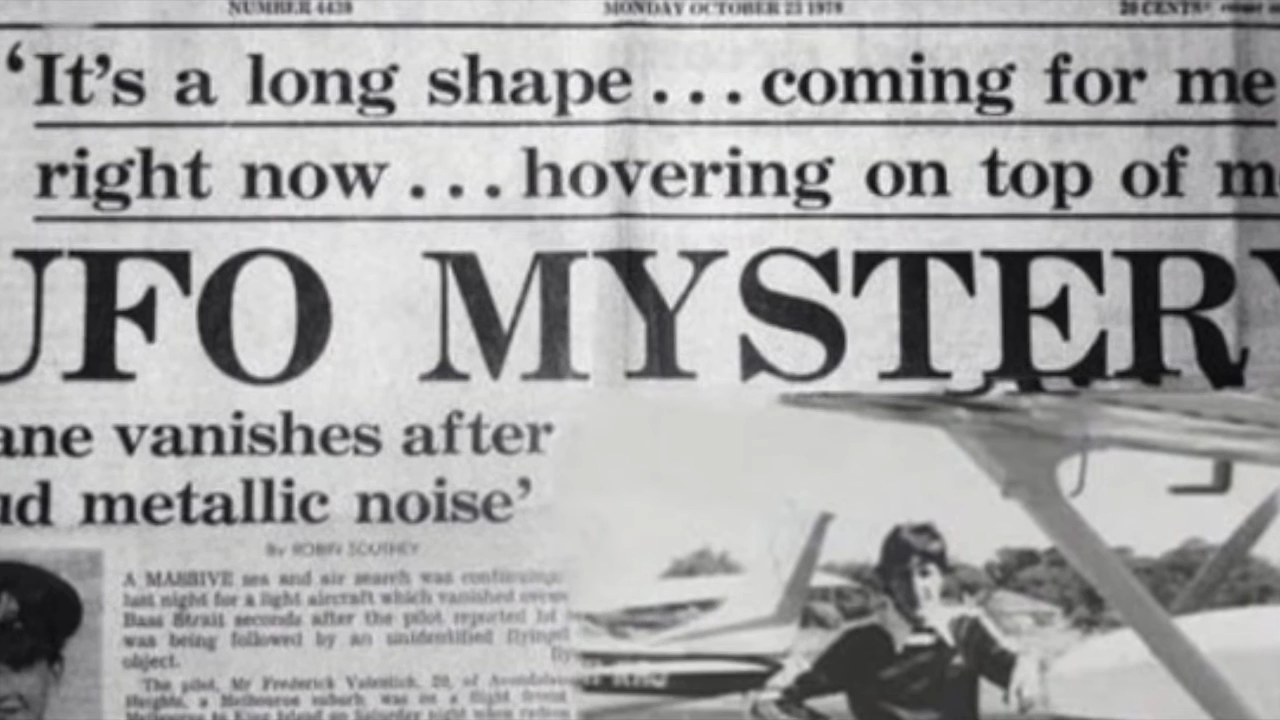 NUMBER 4438 MONDAY OCTOBER 23 1978 20 CENTS
‘It’s a long shape...coming for me
right now...hovering on top of m
UFO MYSTERY
ane vanishes after
ud metallic noise’
By ROBIN SOUTHEY
A MASSIVE sea and air search was continuing
last night for a light aircraft which vanished over
Bass Strait seconds after the pilot reported he
was being followed by an unidentified flying
object.
The pilot, Mr Frederick Valentich, 20, of Avondale
Heights, a Melbourne suburb, was on a flight from
Melbourne to King Island on Saturday night when